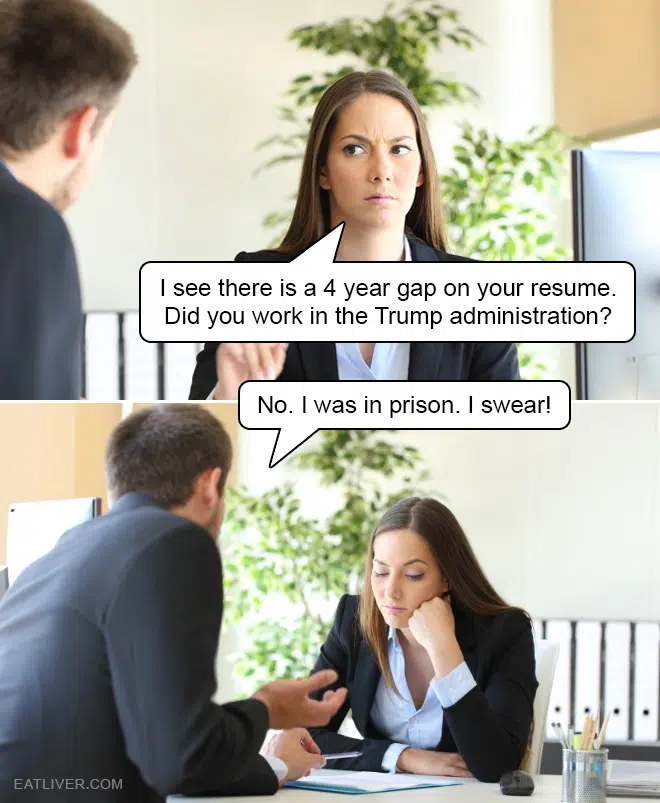 I see there is a 4 year gap on your resume.
Did you work in the Trump administration?
No. I was in prison. I swear!
EATLIVER.COM